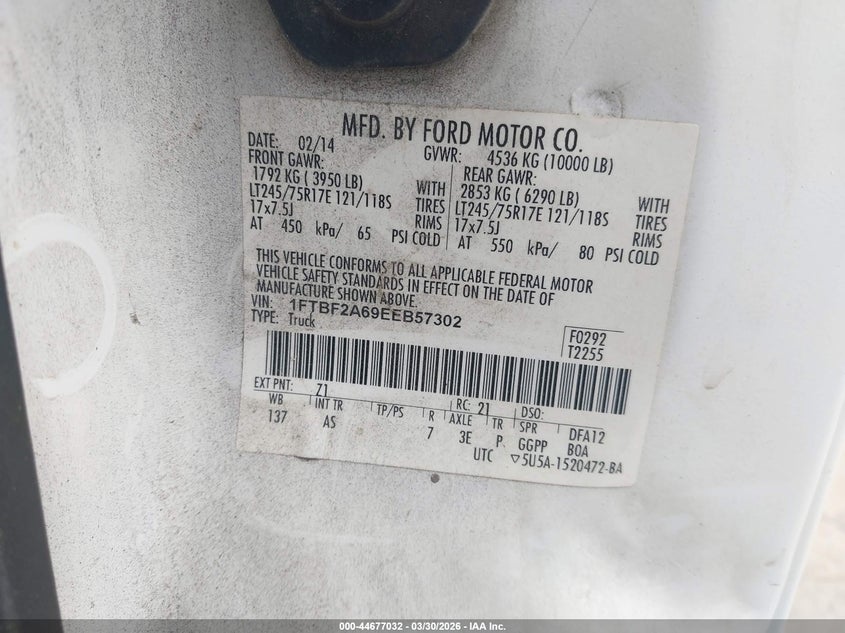 MFD. BY FORD MOTOR CO.
DATE: 02/14 GVWR: 4536 KG (10000 LB)
FRONT GAWR: REAR GAWR:
1792 KG ( 3950 LB) WITH 2853 KG ( 6290 LB) WITH
LT245/75R17E 121/118S TIRES LT245/75R17E 121/118S TIRES
17x7.5J RIMS 17x7.5J RIMS
AT 450 kPa/ 65 PSI COLD AT 550 kPa/ 80 PSI COLD
THIS VEHICLE CONFORMS TO ALL APPLICABLE FEDERAL MOTOR
VEHICLE SAFETY STANDARDS IN EFFECT ON THE DATE OF
MANUFACTURE SHOWN ABOVE.
VIN: 1FTBF2A69EEB57302
TYPE: Truck
F0292
T2255
EXT PNT: Z1 RC: 21 DSO:
WB INT TR TP/PS R AXLE TR SPR DFA12
137 AS 7 3E P GGPP BOA
UTC ▽5U5A-1520472-BA
000-44677032 — 03/30/2026 — IAA Inc.